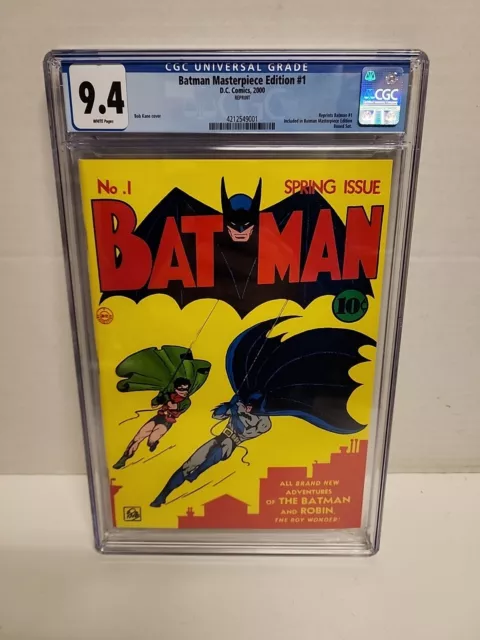 CGC UNIVERSAL GRADE
9.4
WHITE Pages
Batman Masterpiece Edition #1
D.C. Comics, 2000
REPRINT
Bob Kane cover
4212549001
Reprints Batman #1
Included in Batman Masterpiece Edition
Boxed Set.
CGC
No.1
SPRING ISSUE
BATMAN
10¢
ALL BRAND NEW
ADVENTURES
OF THE BATMAN
AND ROBIN,
THE BOY WONDER!